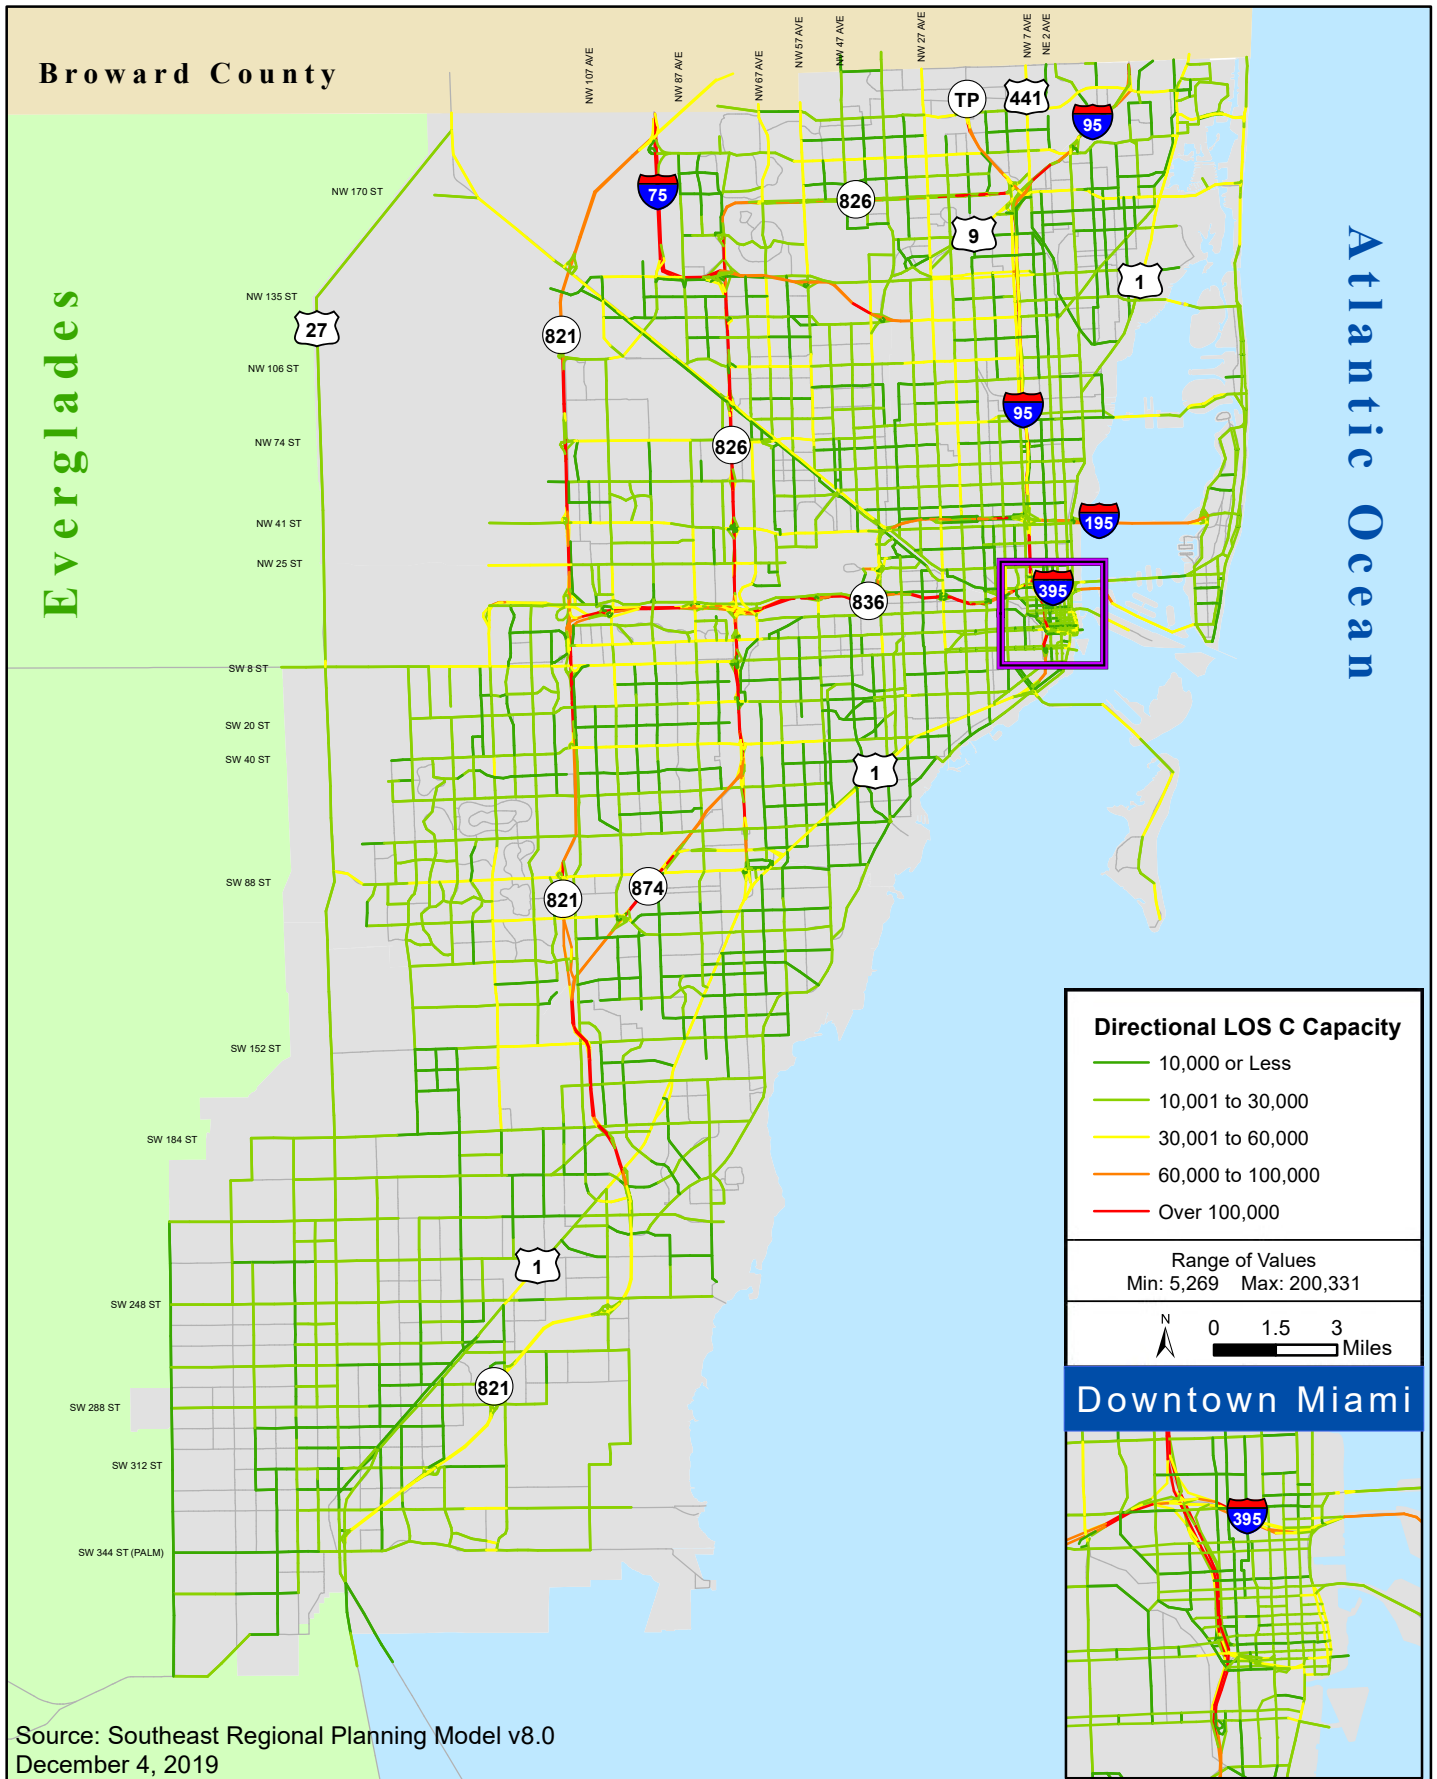 NW 107 AVE
NW 87 AVE
NW 67 AVE
NW 57 AVE
NW 47 AVE
NW 27 AVE
NW 7 AVE
NE 2 AVE
Broward County
TP
441
95
NW 170 ST
75
826
9
1
Everglades
Atlantic Ocean
NW 135 ST
27
821
NW 106 ST
95
NW 74 ST
826
NW 41 ST
195
NW 25 ST
395
836
SW 8 ST
SW 20 ST
SW 40 ST
1
SW 88 ST
821
874
SW 152 ST
SW 184 ST
1
SW 248 ST
821
SW 288 ST
SW 312 ST
SW 344 ST (PALM)
Directional LOS C Capacity
10,000 or Less
10,001 to 30,000
30,001 to 60,000
60,000 to 100,000
Over 100,000
Range of Values
Min: 5,269 Max: 200,331
N
0 1.5 3
Miles
Downtown Miami
395
Source: Southeast Regional Planning Model v8.0
December 4, 2019